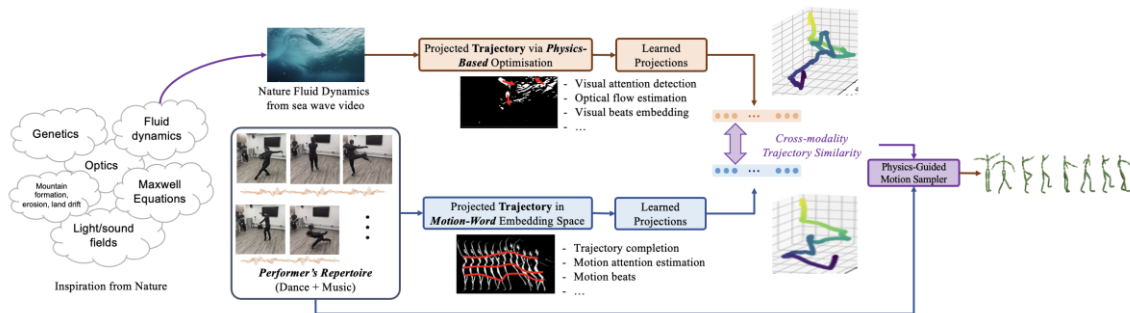 Genetics
Fluid
dynamics
Optics
Mountain
formation,
erosion, land drift
Maxwell
Equations
Light/sound
fields
Inspiration from Nature
Nature Fluid Dynamics
from sea wave video
Performer's Repertoire
(Dance + Music)
Projected Trajectory via Physics-
Based Optimisation
Learned
Projections
- Visual attention detection
- Optical flow estimation
- Visual beats embedding
- ...
Projected Trajectory in
Motion-Word Embedding Space
Learned
Projections
- Trajectory completion
- Motion attention estimation
- Motion beats
- ...
Cross-modality
Trajectory Similarity
Physics-Guided
Motion Sampler